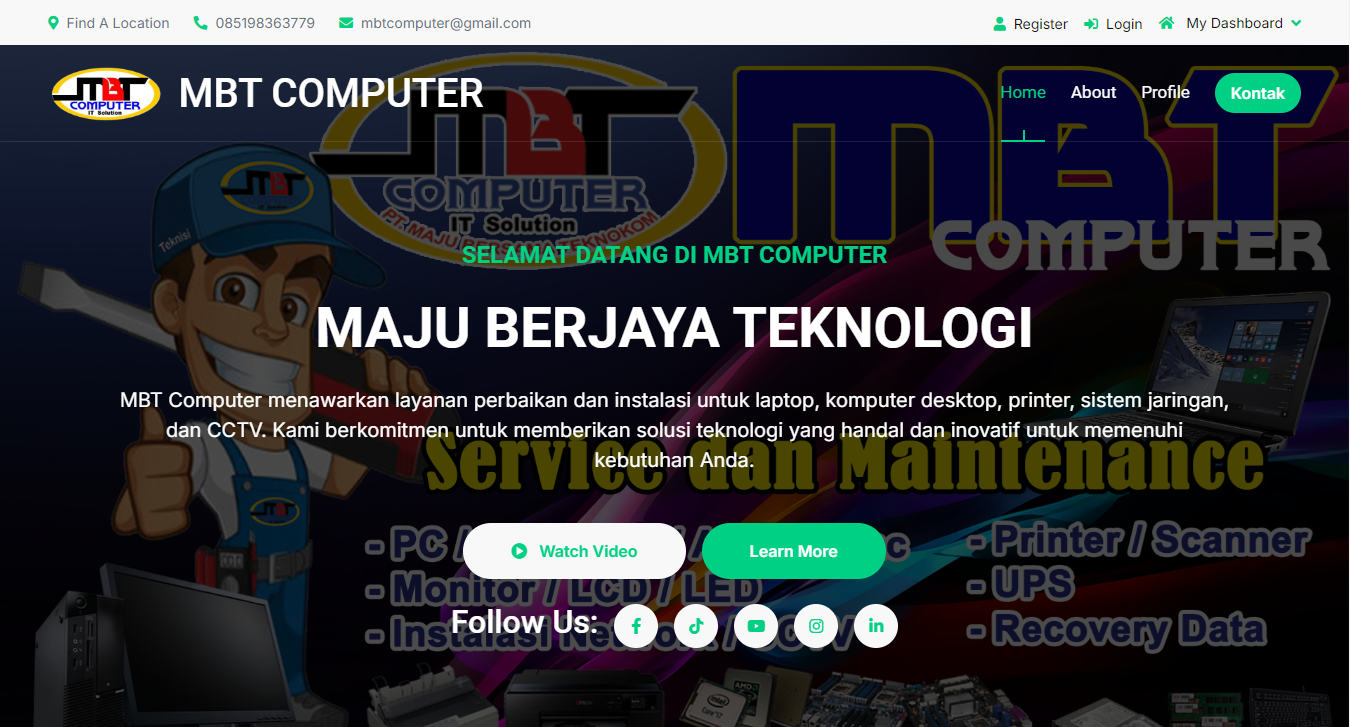 Find A Location 085198363779 mbtcomputer@gmail.com Register Login My Dashboard
MBT COMPUTER IT Solution
MBT COMPUTER
Home About Profile Kontak
MBT
COMPUTER
IT Solution
PT. MAJU TEKNOKOM
MBT
COMPUTER
MBT
Teknisi
SELAMAT DATANG DI MBT COMPUTER
MAJU BERJAYA TEKNOLOGI
MBT Computer menawarkan layanan perbaikan dan instalasi untuk laptop, komputer desktop, printer, sistem jaringan,
dan CCTV. Kami berkomitmen untuk memberikan solusi teknologi yang handal dan inovatif untuk memenuhi
kebutuhan Anda.
Service dan Maintenance
Watch Video Learn More
- PC /
- Printer / Scanner
- Monitor / LCD / LED
- UPS
Follow Us:
- Instalasi
- Recovery Data